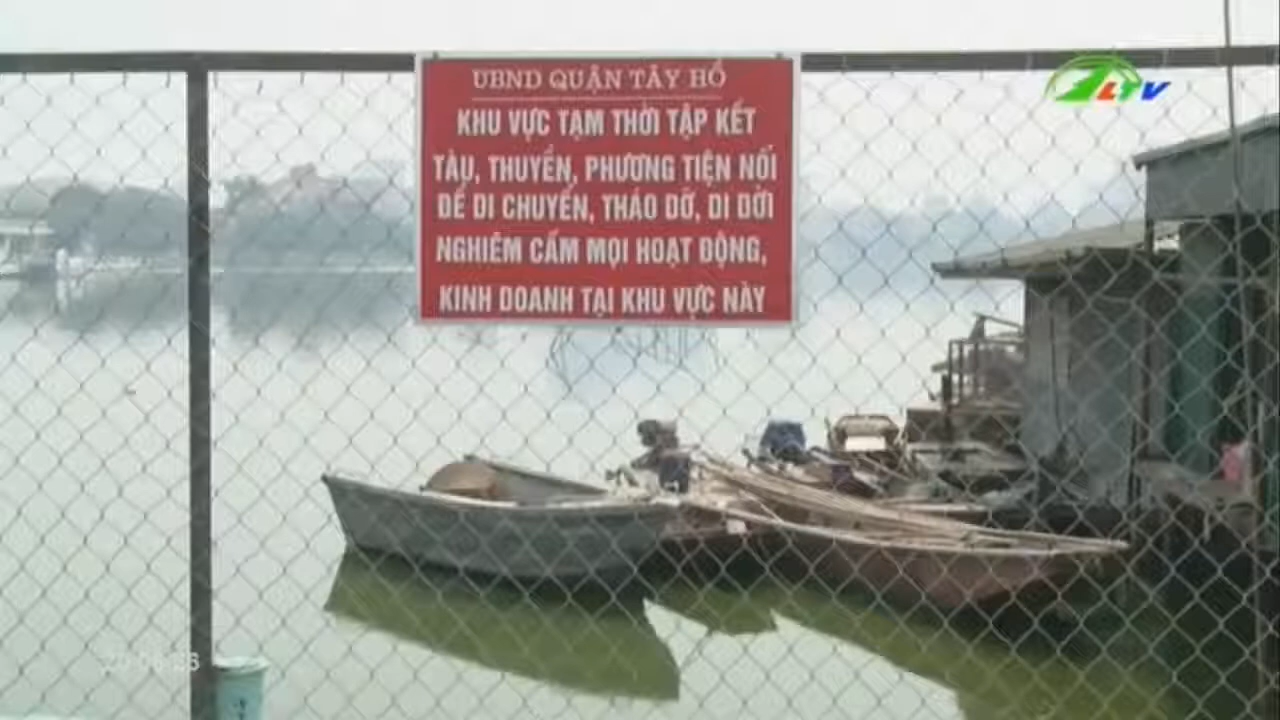 UBND QUẬN TÂY HỒ
KHU VỰC TẠM THỜI TẬP KẾT
TÀU, THUYỀN, PHƯƠNG TIỆN NỔI
ĐỂ DI CHUYỂN, THÁO DỠ, DI DỜI
NGHIÊM CẤM MỌI HOẠT ĐỘNG,
KINH DOANH TẠI KHU VỰC NÀY
LTV